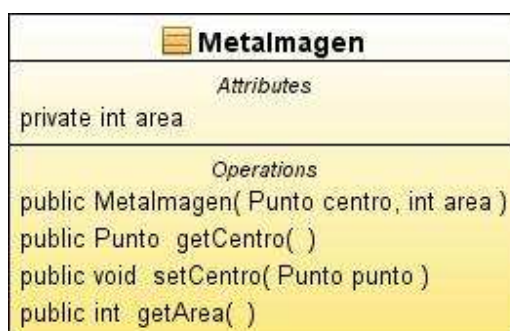 MetaImagen
Attributes
private int area
Operations
public MetaImagen( Punto centro, int area )
public Punto getCentro( )
public void setCentro( Punto punto )
public int getArea( )